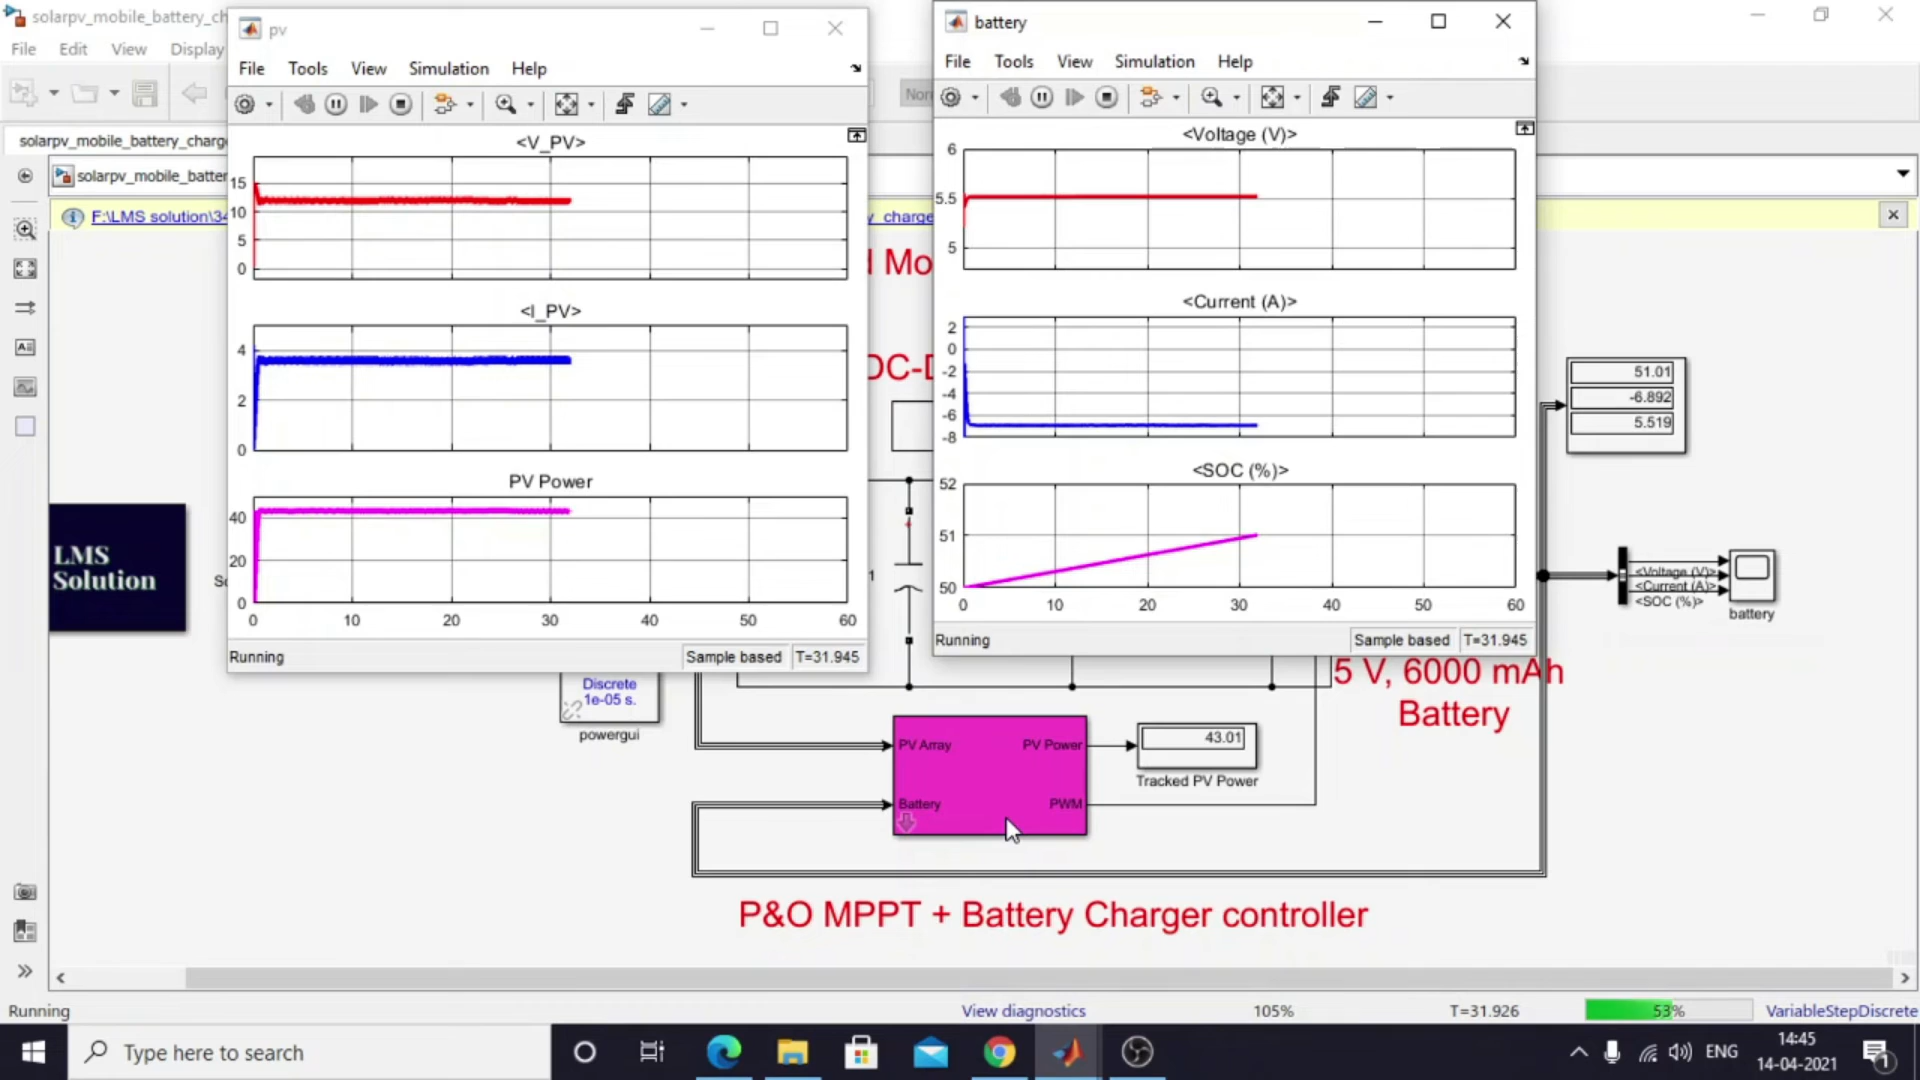 solarpv_mobile_battery_ch
File Edit View Display
Nor
solarpv_mobile_battery_charg
solarpv_mobile_batter
F:\LMS solution\34
y_charge
pv
File Tools View Simulation Help
<V_PV>
15
10
5
0
<I_PV>
4
2
0
PV Power
40
20
0
0 10 20 30 40 50 60
Running
Sample based T=31.945
battery
File Tools View Simulation Help
<Voltage (V)>
6
5.5
5
<Current (A)>
2
0
-2
-4
-6
-8
<SOC (%)>
52
51
50
0 10 20 30 40 50 60
Running
Sample based T=31.945
d Mo
DC-D
LMS
Solution
51.01
-6.892
5.519
<Voltage (V)>
<Current (A)>
<SOC (%)>
battery
5 V, 6000 mAh
Battery
Discrete
1e-05 s.
powergui
PV Array
PV Power
Battery
PWM
43.01
Tracked PV Power
P&O MPPT + Battery Charger controller
Running
View diagnostics
105%
T=31.926
53%
VariableStepDiscrete
Type here to search
ENG
14:45
14-04-2021
1